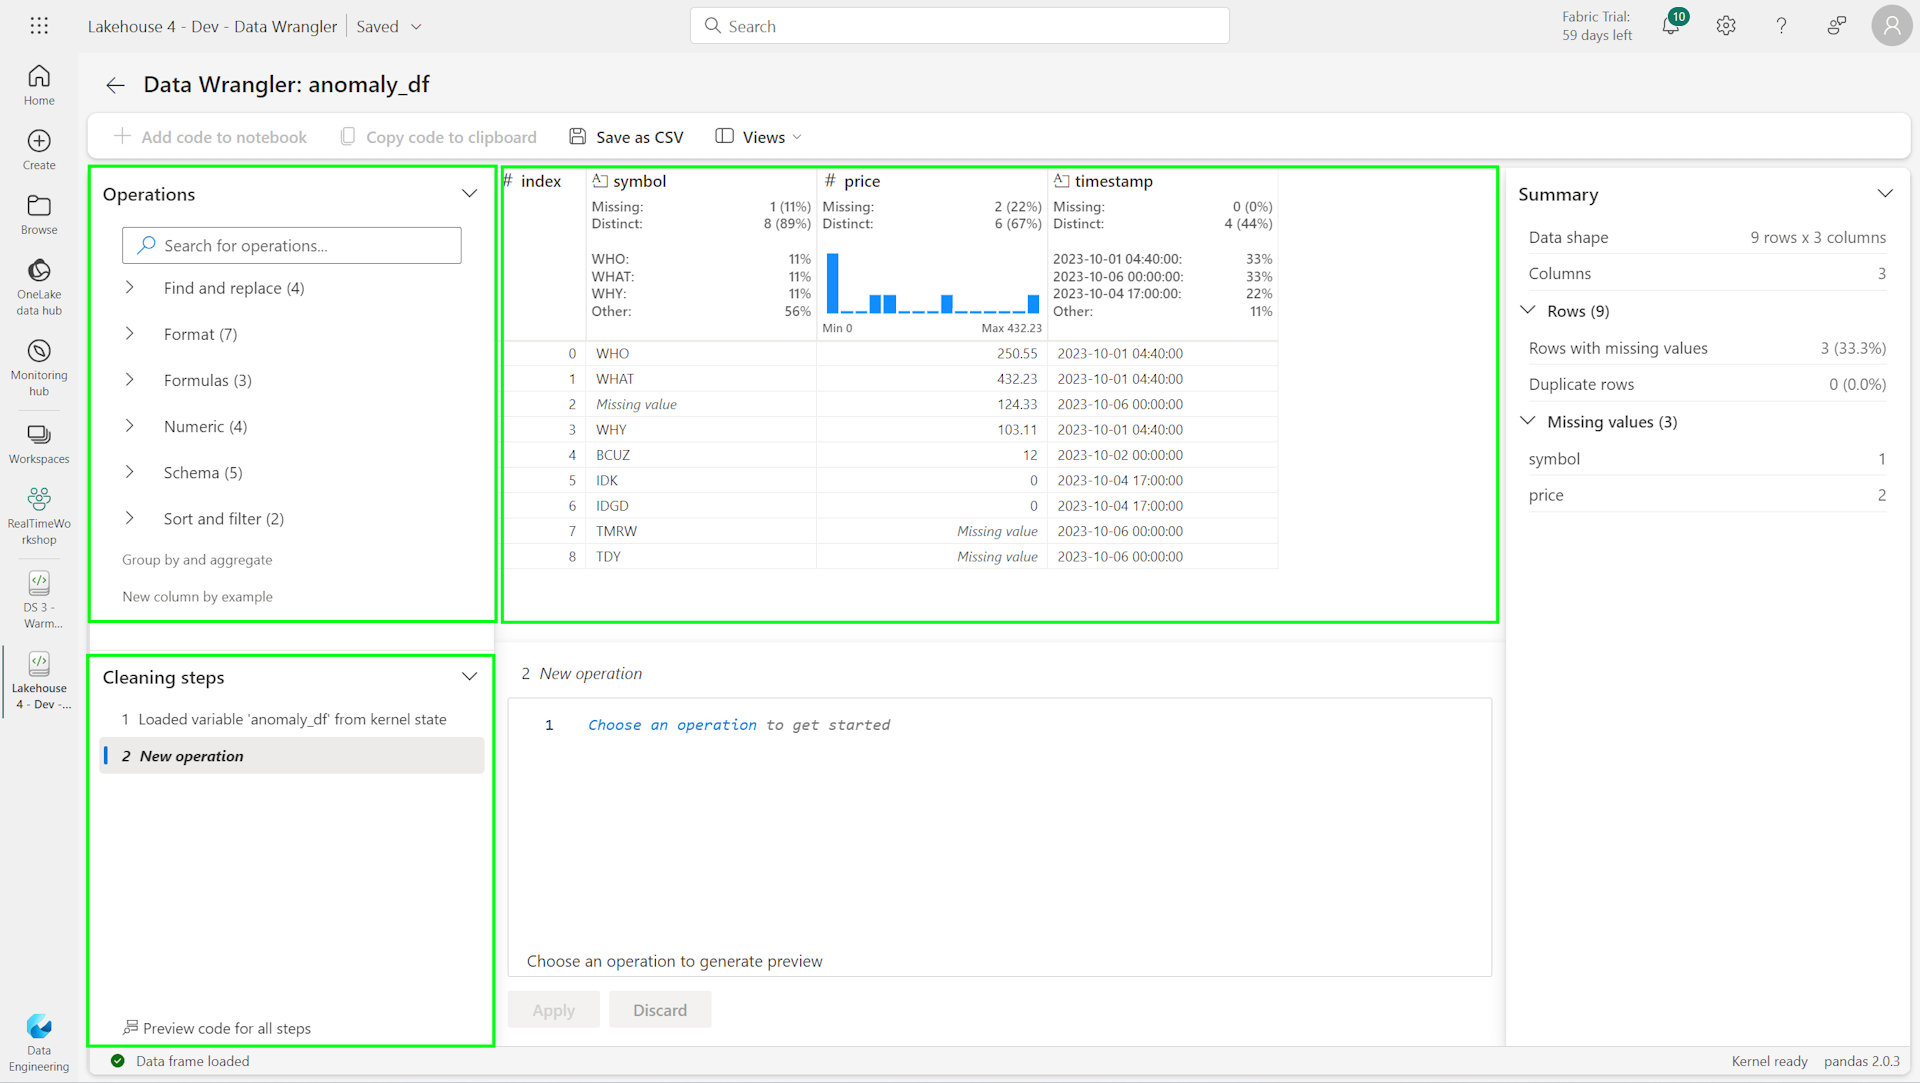 Lakehouse 4 - Dev - Data Wrangler
Saved
Search
Fabric Trial:
59 days left
10
Home
Create
Browse
OneLake
data hub
Monitoring
hub
Workspaces
RealTimeWo
rkshop
DS 3 -
Warm...
Lakehouse
4 - Dev -...
Data
Engineering
Data Wrangler: anomaly_df
Add code to notebook
Copy code to clipboard
Save as CSV
Views
Operations
Search for operations...
Find and replace (4)
Format (7)
Formulas (3)
Numeric (4)
Schema (5)
Sort and filter (2)
Group by and aggregate
New column by example
Cleaning steps
1 Loaded variable 'anomaly_df' from kernel state
2 New operation
Preview code for all steps
# index
symbol
Missing: 1 (11%)
Distinct: 8 (89%)
WHO: 11%
WHAT: 11%
WHY: 11%
Other: 56%
# price
Missing: 2 (22%)
Distinct: 6 (67%)
Min 0 Max 432.23
timestamp
Missing: 0 (0%)
Distinct: 4 (44%)
2023-10-01 04:40:00: 33%
2023-10-06 00:00:00: 33%
2023-10-04 17:00:00: 22%
Other: 11%
0 WHO 250.55 2023-10-01 04:40:00
1 WHAT 432.23 2023-10-01 04:40:00
2 Missing value 124.33 2023-10-06 00:00:00
3 WHY 103.11 2023-10-01 04:40:00
4 BCUZ 12 2023-10-02 00:00:00
5 IDK 0 2023-10-04 17:00:00
6 IDGD 0 2023-10-04 17:00:00
7 TMRW Missing value 2023-10-06 00:00:00
8 TDY Missing value 2023-10-06 00:00:00
2 New operation
1 Choose an operation to get started
Choose an operation to generate preview
Apply
Discard
Summary
Data shape 9 rows x 3 columns
Columns 3
Rows (9)
Rows with missing values 3 (33.3%)
Duplicate rows 0 (0.0%)
Missing values (3)
symbol 1
price 2
Data frame loaded
Kernel ready
pandas 2.0.3